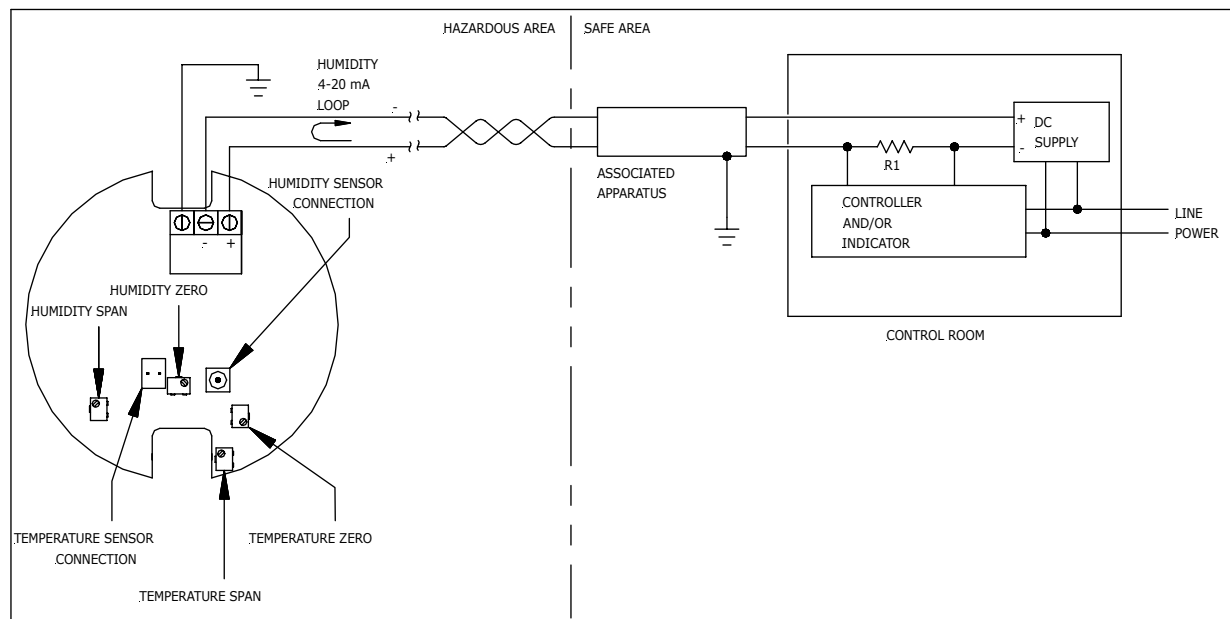 HAZARDOUS AREA
SAFE AREA
HUMIDITY
4-20 mA
LOOP
-
+
HUMIDITY SENSOR
CONNECTION
- +
HUMIDITY ZERO
HUMIDITY SPAN
TEMPERATURE SENSOR
CONNECTION
TEMPERATURE ZERO
TEMPERATURE SPAN
ASSOCIATED
APPARATUS
+
-
DC
SUPPLY
R1
CONTROLLER
AND/OR
INDICATOR
LINE
POWER
CONTROL ROOM